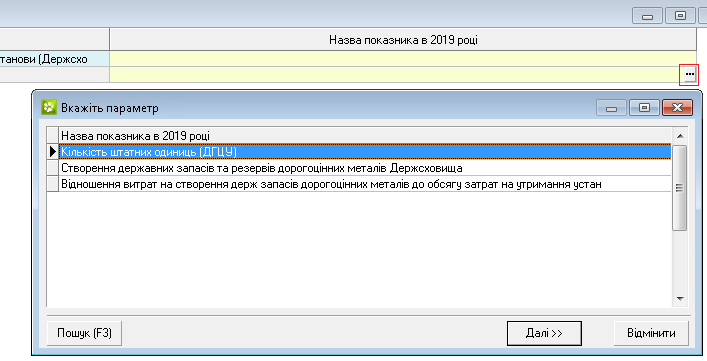 Назва показника в 2019 році
танови (Держсхо
...
Вкажіть параметр
Назва показника в 2019 році
Кількість штатних одиниць (ДГЦУ)
Створення державних запасів та резервів дорогоцінних металів Держсховища
Відношення витрат на створення держ запасів дорогоцінних металів до обсягу затрат на утримання устан
Пошук (F3)
Далі >>
Відмінити